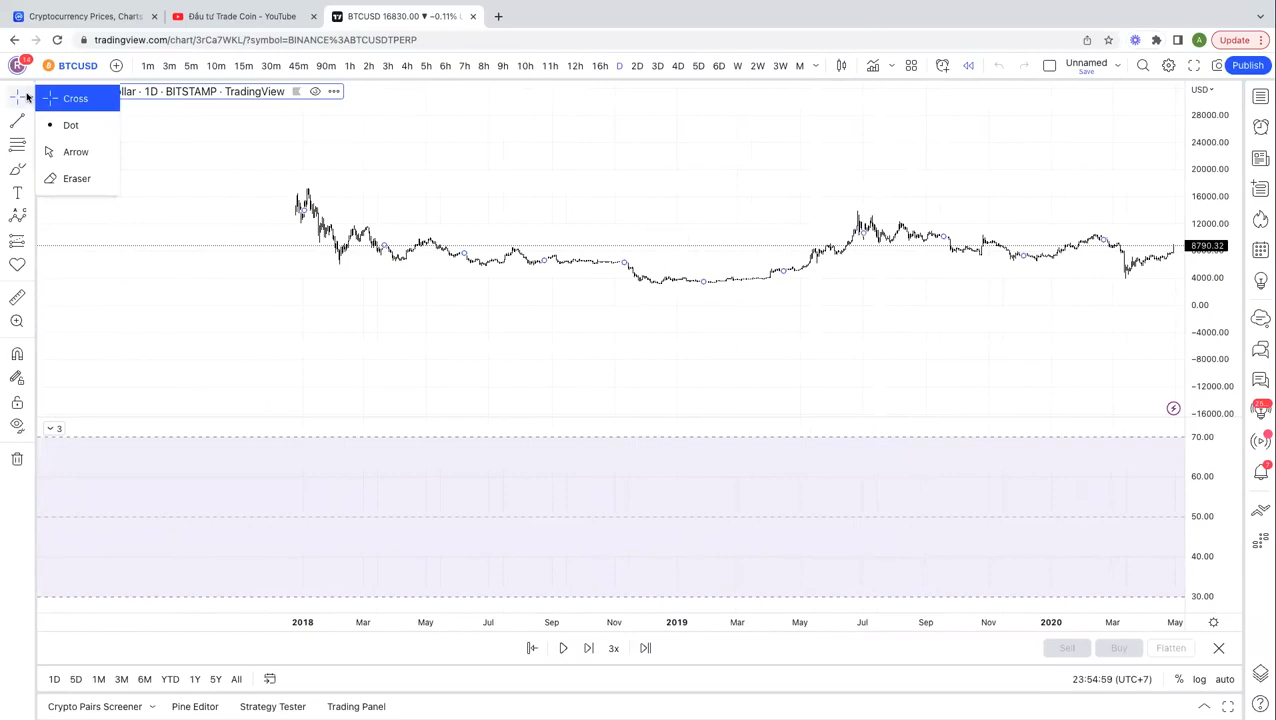 Cryptocurrency Prices, Charts
Đầu tư Trade Coin - YouTube
BTCUSD 16830.00 ▼ −0.11% L
tradingview.com/chart/3rCa7WKL/?symbol=BINANCE%3ABTCUSDTPERP
A
Update
14
BTCUSD
1m 3m 5m 10m 15m 30m 45m 90m 1h 2h 3h 4h 5h 6h 7h 8h 9h 10h 11h 12h 16h D 2D 3D 4D 5D 6D W 2W 3W M
Unnamed
Save
Publish
Cross
Dot
Arrow
Eraser
ollar · 1D · BITSTAMP · TradingView
USD
28000.00
24000.00
20000.00
16000.00
12000.00
8790.32
4000.00
0.00
−4000.00
−8000.00
−12000.00
−16000.00
3
70.00
60.00
50.00
40.00
30.00
2018 Mar May Jul Sep Nov 2019 Mar May Jul Sep Nov 2020 Mar May
3x
Sell Buy Flatten
1D 5D 1M 3M 6M YTD 1Y 5Y All
23:54:59 (UTC+7) % log auto
Crypto Pairs Screener Pine Editor Strategy Tester Trading Panel